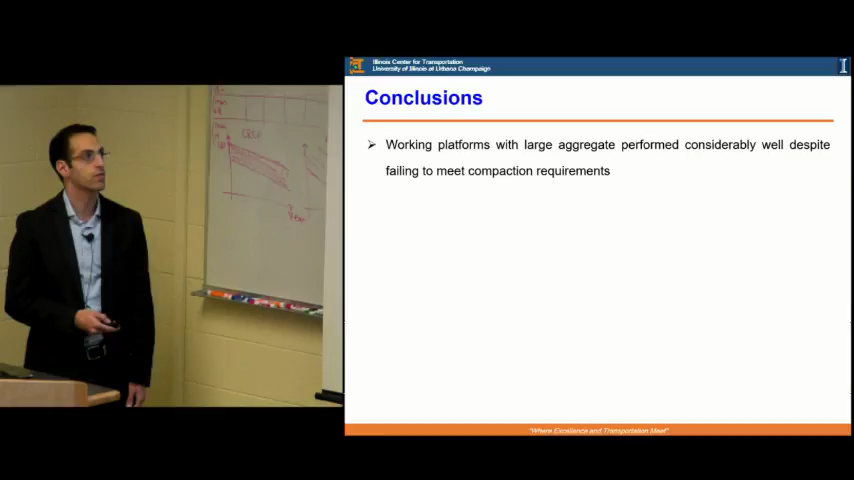 Illinois Center for Transportation
University of Illinois at Urbana Champaign
Conclusions
Working platforms with large aggregate performed considerably well despite
failing to meet compaction requirements
"Where Excellence and Transportation Meet"